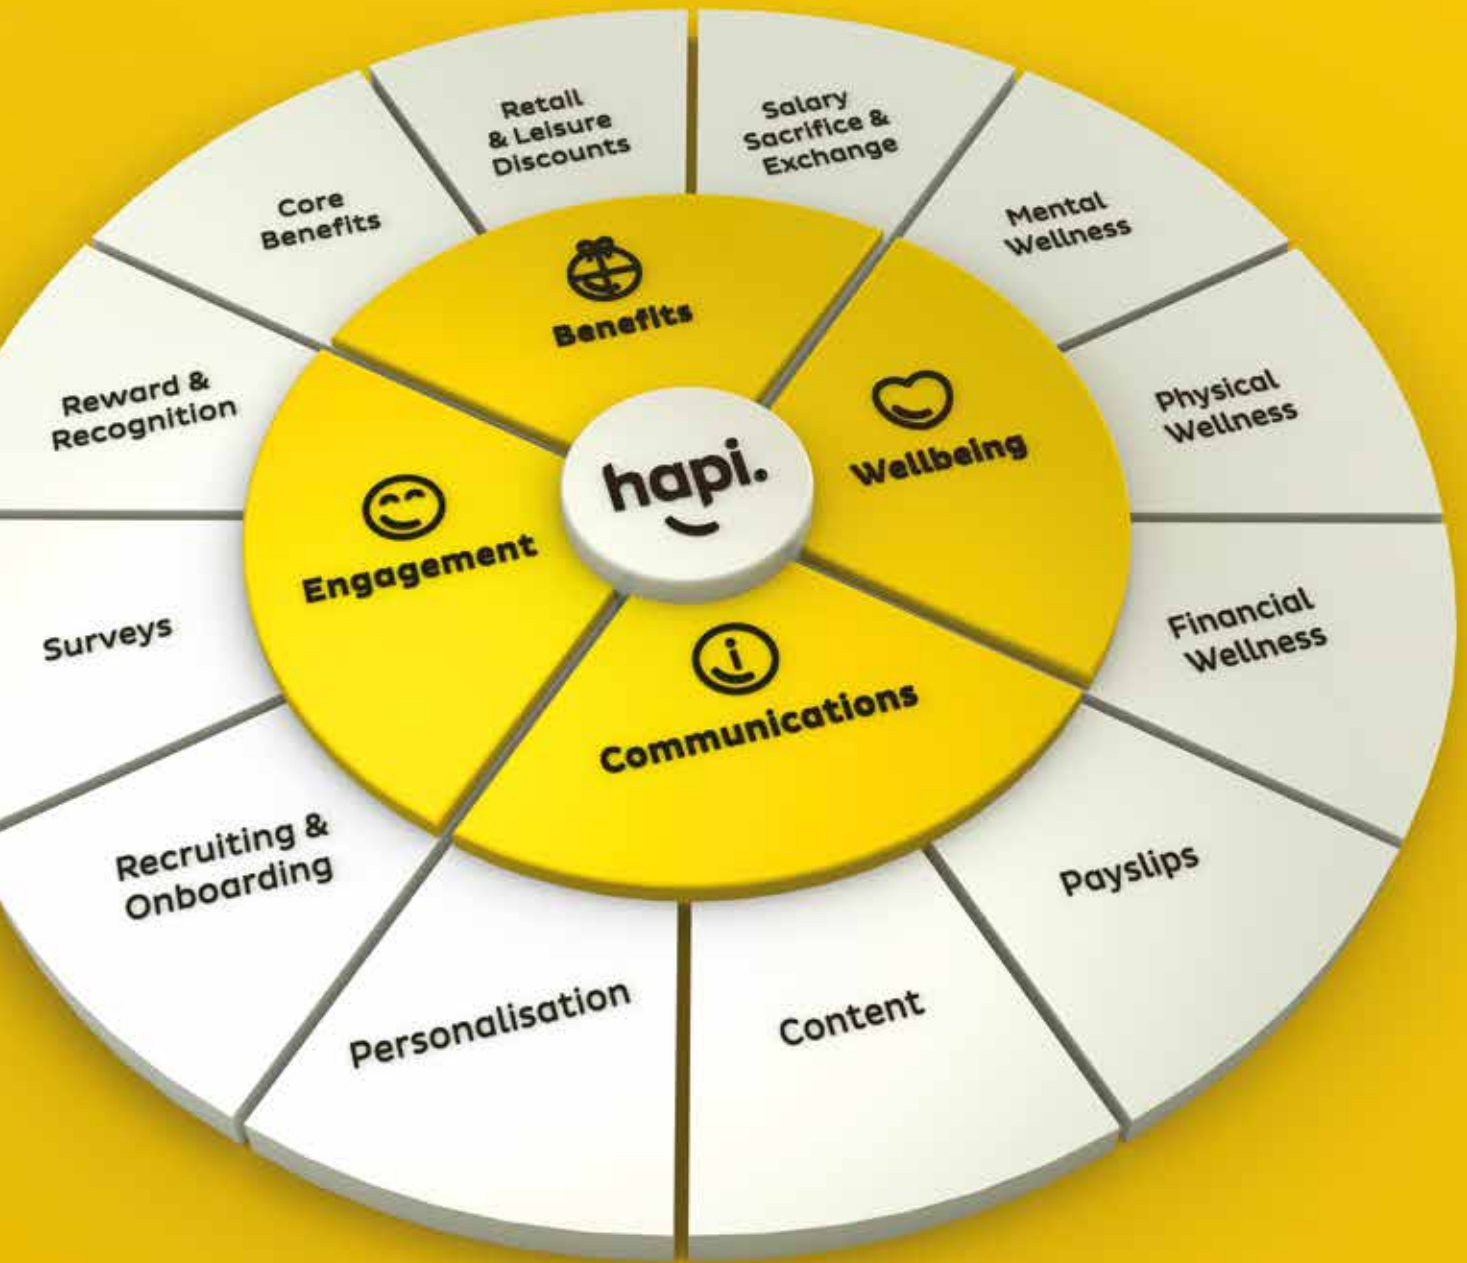 Retail
& Leisure
Discounts
Salary
Sacrifice &
Exchange
Core
Benefits
Mental
Wellness
Benefits
Reward &
Recognition
Physical
Wellness
Wellbeing
hapi.
Engagement
Surveys
Financial
Wellness
Communications
Recruiting &
Onboarding
Payslips
Personalisation
Content